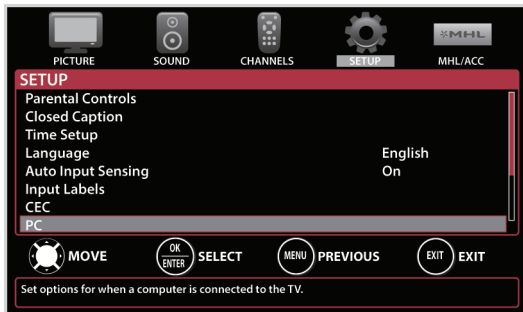 MHL
PICTURE SOUND CHANNELS SETUP MHL/ACC
SETUP
Parental Controls
Closed Caption
Time Setup
Language English
Auto Input Sensing On
Input Labels
CEC
PC
MOVE OK ENTER SELECT MENU PREVIOUS EXIT EXIT
Set options for when a computer is connected to the TV.